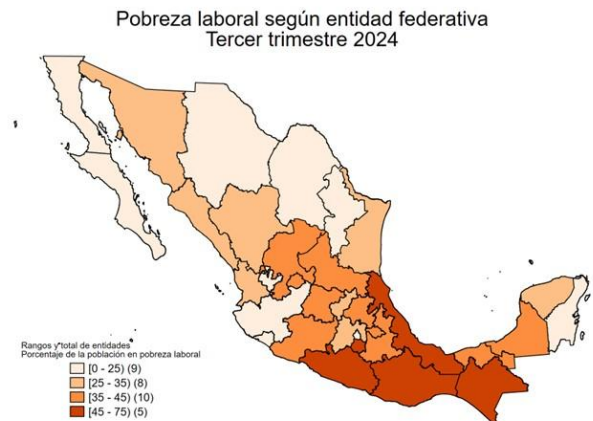 Pobreza laboral según entidad federativa
Tercer trimestre 2024
Rangos y*total de entidades
Porcentaje de la población en pobreza laboral
[0 - 25) (9)
[25 - 35) (8)
[35 - 45) (10)
[45 - 75) (5)